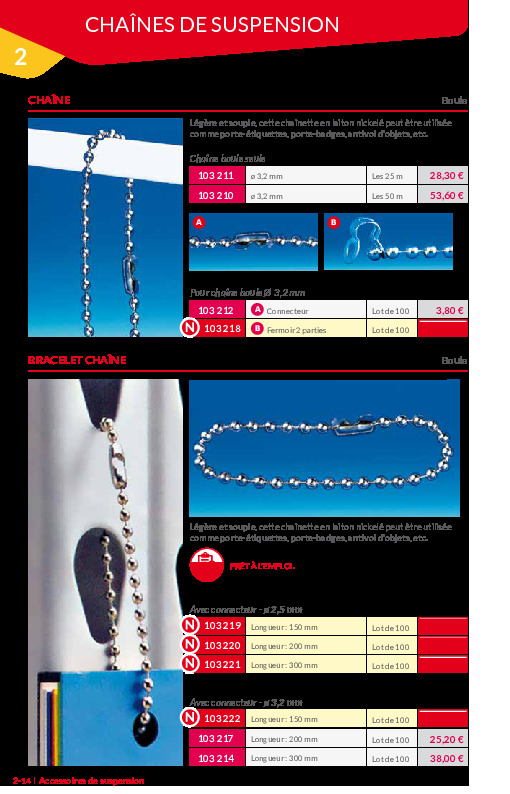 CHAÎNES DE SUSPENSION
2
CHAÎNE
Boule
Légère et souple, cette chaînette en laiton nickelé peut être utilisée
comme porte-étiquettes, porte-badges, antivol d'objets, etc.
Chaîne boule seule
103 211 ø 3,2 mm Les 25 m 28,30 €
103 210 ø 3,2 mm Les 50 m 53,60 €
A B
Pour chaîne boule Ø 3,2 mm
103 212 A Connecteur Lot de 100 3,80 €
N 103 218 B Fermoir 2 parties Lot de 100
BRACELET CHAÎNE
Boule
Légère et souple, cette chaînette en laiton nickelé peut être utilisée
comme porte-étiquettes, porte-badges, antivol d'objets, etc.
PRÊT À L'EMPLOI.
Avec connecteur - ø 2,5 mm
N 103 219 Longueur : 150 mm Lot de 100
N 103 220 Longueur : 200 mm Lot de 100
N 103 221 Longueur : 300 mm Lot de 100
Avec connecteur - ø 3,2 mm
N 103 222 Longueur : 150 mm Lot de 100
103 217 Longueur : 200 mm Lot de 100 25,20 €
103 214 Longueur : 300 mm Lot de 100 38,00 €
2-14 I Accessoires de suspension